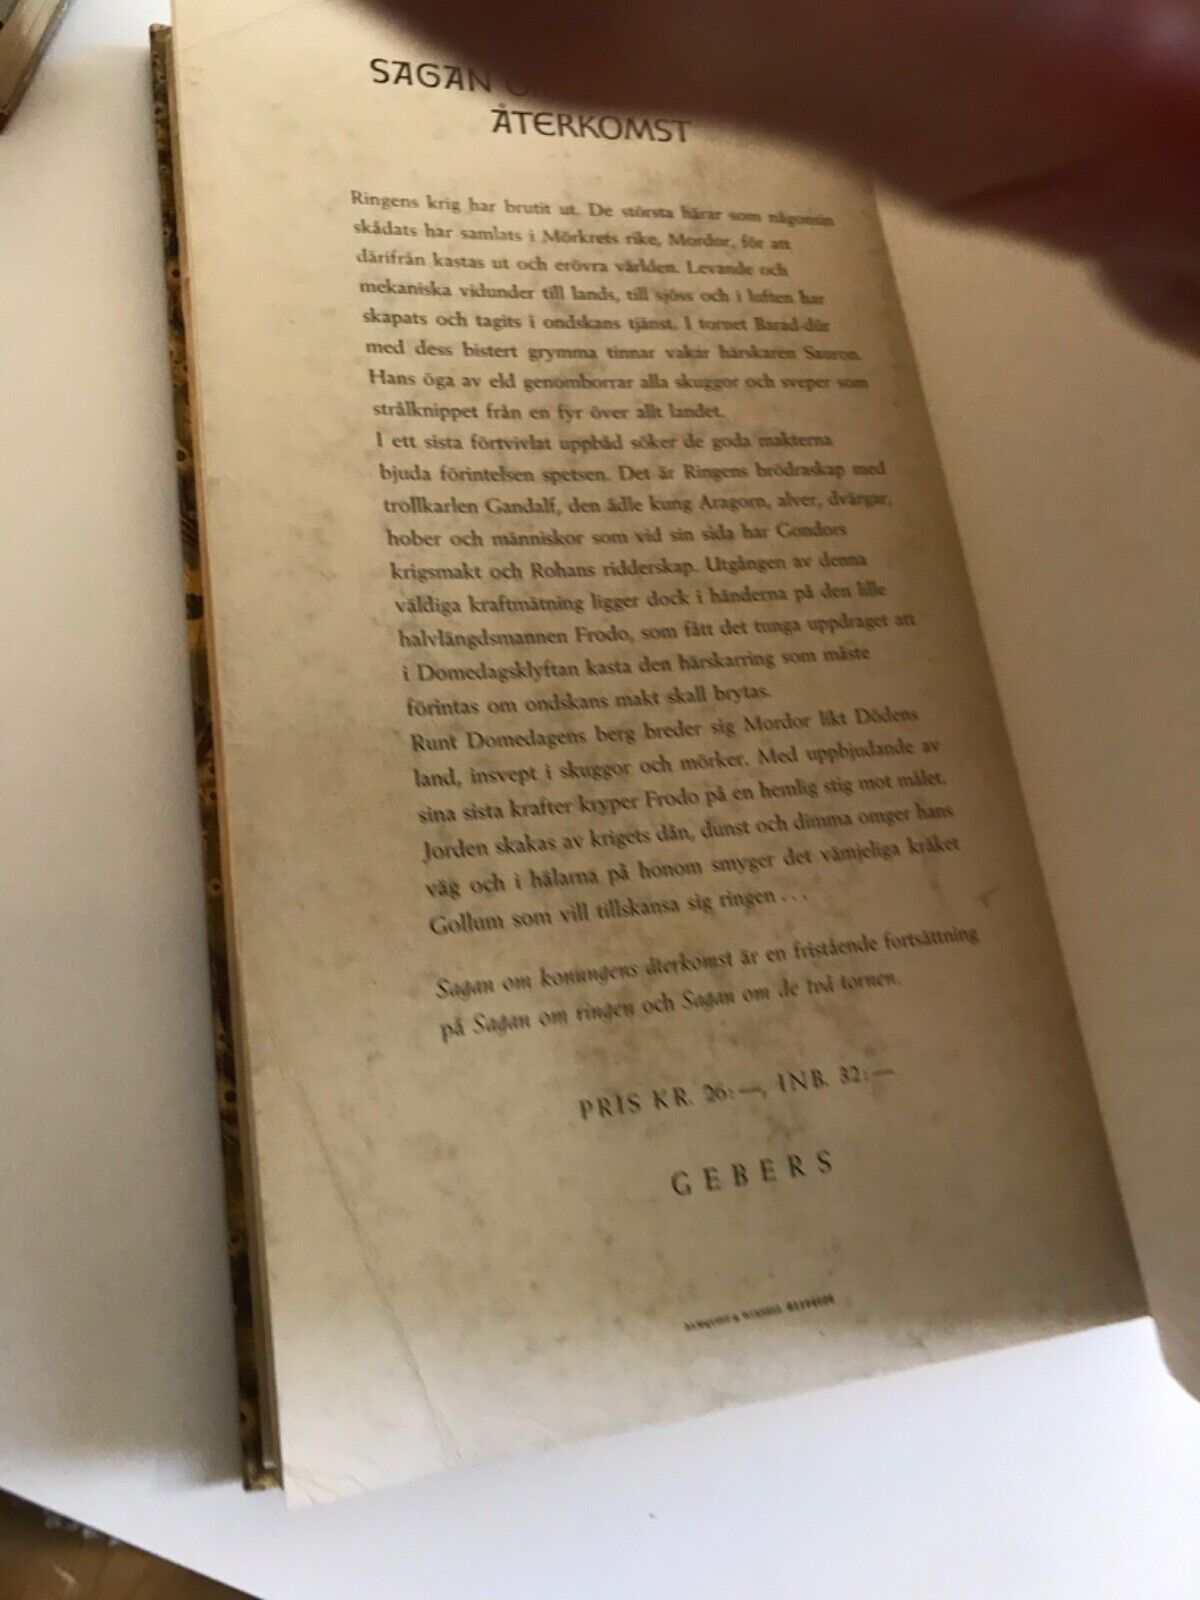 SAGAN
ÅTERKOMST
Ringens krig har brutit ut. De största härar som någonsin
skådats har samlats i Mörkrets rike, Mordor, för att
därifrån kastas ut och erövra världen. Levande och
mekaniska vidunder till lands, till sjöss och i luften har
skapats och tagits i ondskans tjänst. I tornet Barad-dûr
med dess bistert grymma tinnar vakar härskaren Sauron.
Hans öga av eld genomborrar alla skuggor och sveper som
strålknippet från en fyr över allt landet.
I ett sista förtvivlat uppbåd söker de goda makterna
bjuda förintelsen spetsen. Det är Ringens brödraskap med
trollkarlen Gandalf, den ädle kung Aragorn, alver, dvärgar,
hober och människor som vid sin sida har Gondors
krigsmakt och Rohans ridderskap. Utgången av denna
väldiga kraftmätning ligger dock i händerna på den lille
halvlängdsmannen Frodo, som fått det tunga uppdraget att
i Domedagsklyftan kasta den härskarring som måste
förintas om ondskans makt skall brytas.
Runt Domedagens berg breder sig Mordor likt Dödens
land, insvept i skuggor och mörker. Med uppbjudande av
sina sista krafter kryper Frodo på en hemlig stig mot målet.
Jorden skakas av krigets dån, dunst och dimma omger hans
väg och i hälarna på honom smyger det vämjeliga kräket
Gollum som vill tillskansa sig ringen . . .
Sagan om konungens återkomst är en fristående fortsättning
på Sagan om ringen och Sagan om de två tornen.
PRIS KR. 26:—, INB. 32:—
GEBERS